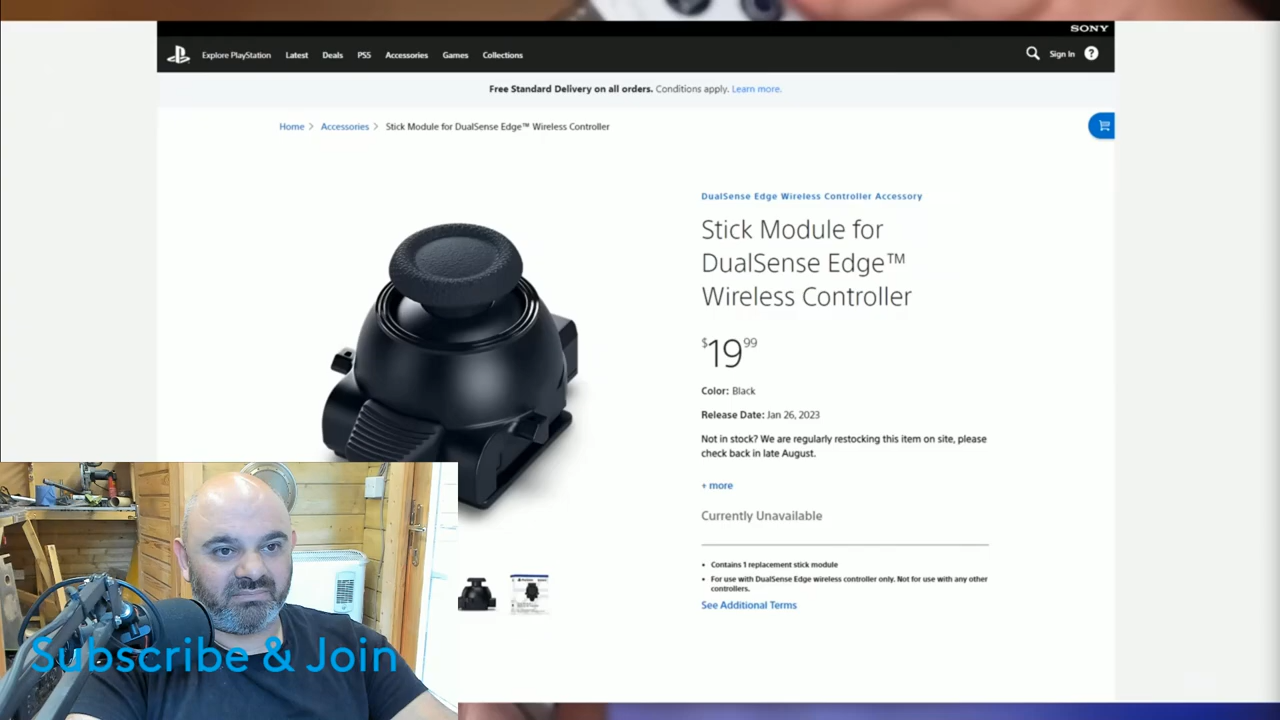 SONY
Explore PlayStation Latest Deals PS5 Accessories Games Collections Sign In ?
Free Standard Delivery on all orders. Conditions apply. Learn more.
Home > Accessories > Stick Module for DualSense Edge™ Wireless Controller
DualSense Edge Wireless Controller Accessory
Stick Module for
DualSense Edge™
Wireless Controller
$19 99
Color: Black
Release Date: Jan 26, 2023
Not in stock? We are regularly restocking this item on site, please
check back in late August.
+ more
Currently Unavailable
• Contains 1 replacement stick module
• For use with DualSense Edge wireless controller only. Not for use with any other
controllers.
See Additional Terms
Subscribe & Join